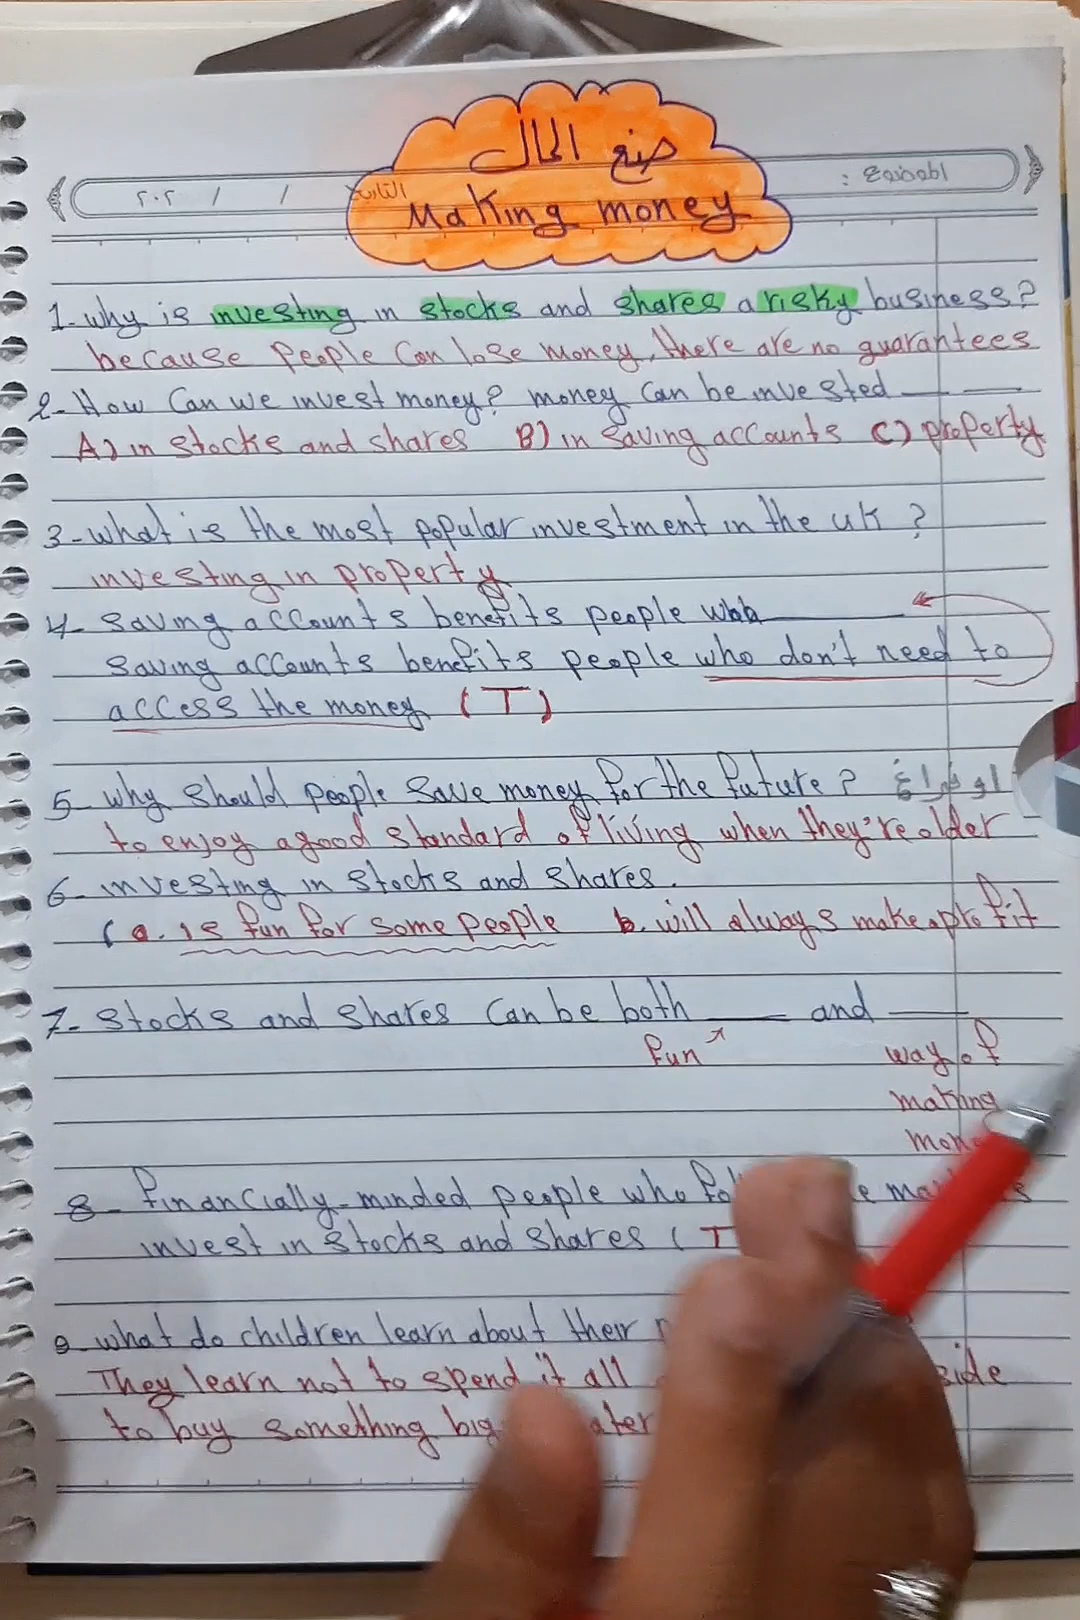 صنع المال
الموضوع :
التاريخ / / ٢٠٢
Making money
1- why is investing in stocks and shares a risky business?
because people can lose money, there are no guarantees
2- How can we invest money? money can be invested
A) in stocks and shares B) in saving accounts C) property
3- what is the most popular investment in the UK ?
investing in property
4- saving accounts benefits people
saving accounts benefits people who don't need to
access the money (T)
5- why should people save money for the future? او فراغ
to enjoy a good standard of living when they're older
6- investing in stocks and shares.
(a. is fun for some people b. will always make a profit
7- stocks and shares can be both ___ and ___
fun way of
making
8- financially-minded people who
invest in stocks and shares ( T
9- what do children learn about their
They learn not to spend it all
to buy something